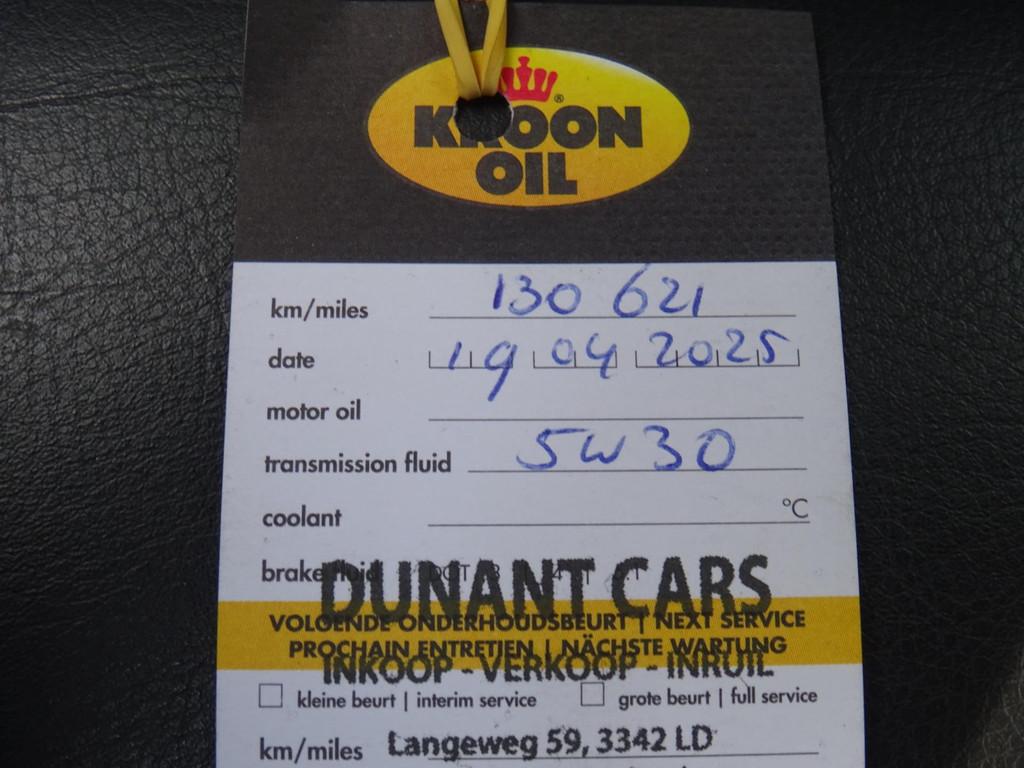 KROON
OIL
km/miles 130 621
date 19 04 2025
motor oil
transmission fluid 5W30
coolant °C
brake fluid DOT
DUNANT CARS
VOLGENDE ONDERHOUDSBEURT | NEXT SERVICE
PROCHAIN ENTRETIEN | NÄCHSTE WARTUNG
INKOOP - VERKOOP - INRUIL
kleine beurt | interim service grote beurt | full service
km/miles Langeweg 59, 3342 LD